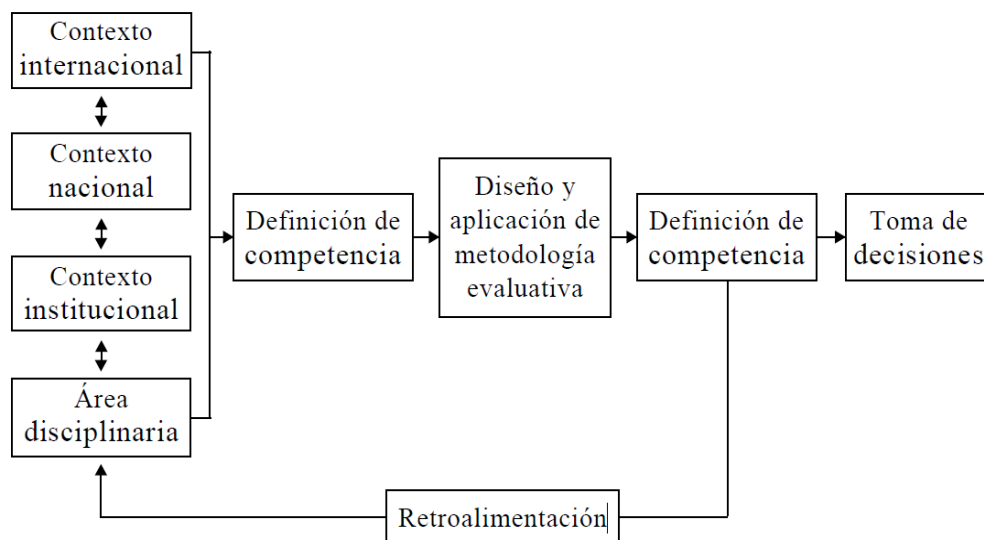 Contexto
internacional
Contexto
nacional
Contexto
institucional
Área
disciplinaria
Definición de
competencia
Diseño y
aplicación de
metodología
evaluativa
Definición de
competencia
Toma de
decisiones
Retroalimentación